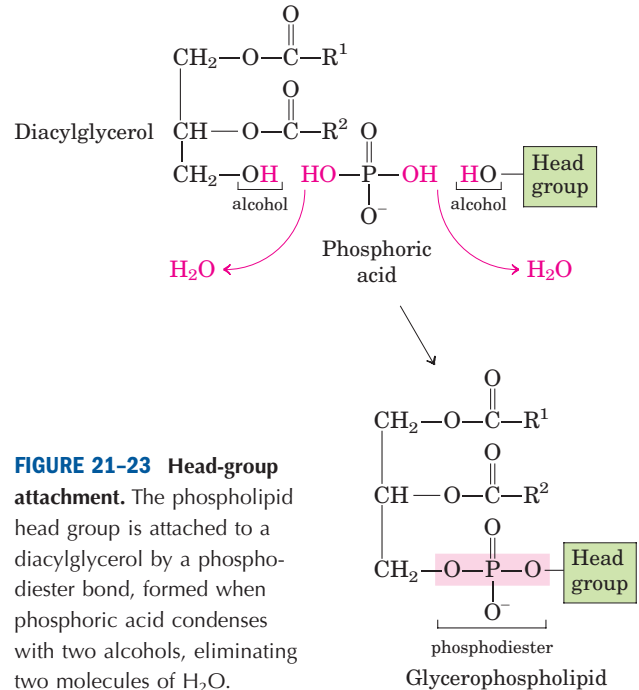 O
CH₂—O—C—R¹
O
Diacylglycerol CH—O—C—R² O
CH₂—OH HO—P—OH HO—Head group
alcohol O⁻ alcohol
H₂O Phosphoric acid H₂O
O
CH₂—O—C—R¹
O
CH—O—C—R²
O
CH₂—O—P—O—Head group
O⁻
phosphodiester
Glycerophospholipid
FIGURE 21–23 Head-group
attachment. The phospholipid
head group is attached to a
diacylglycerol by a phospho-
diester bond, formed when
phosphoric acid condenses
with two alcohols, eliminating
two molecules of H₂O.